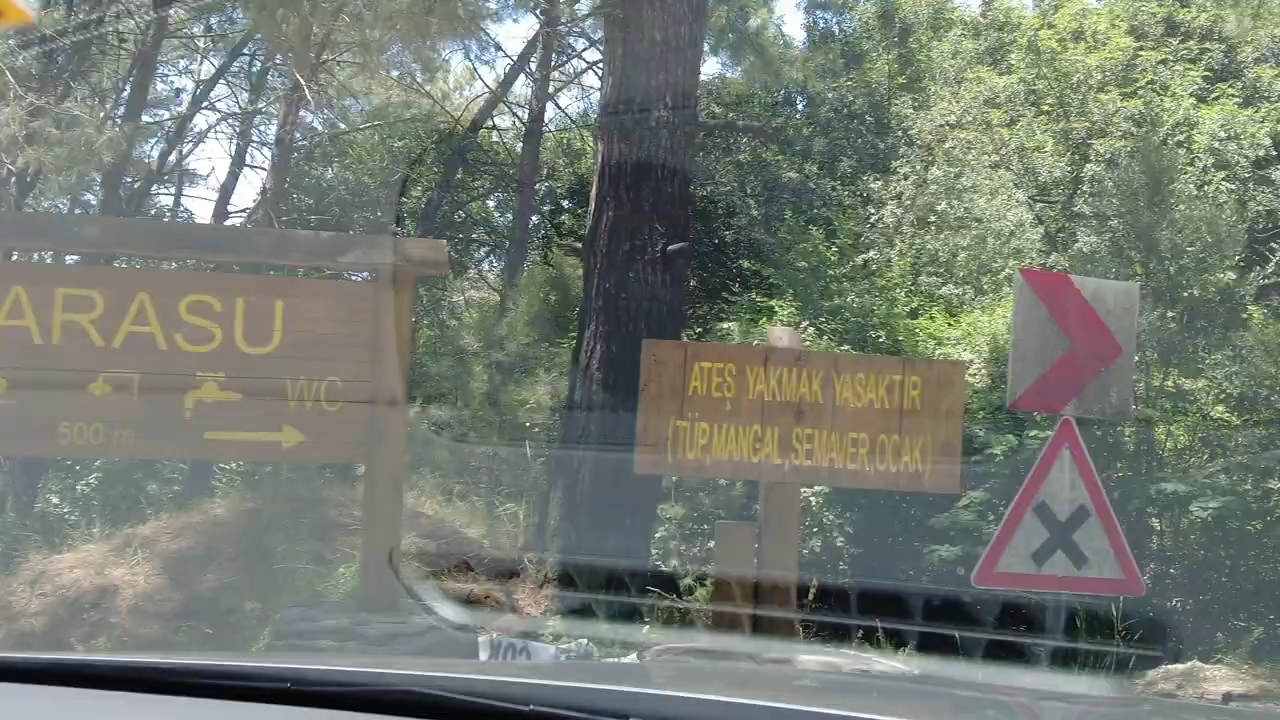 ARASU
WC
500 m
ATEŞ YAKMAK YASAKTIR
(TÜP,MANGAL,SEMAVER,OCAK)